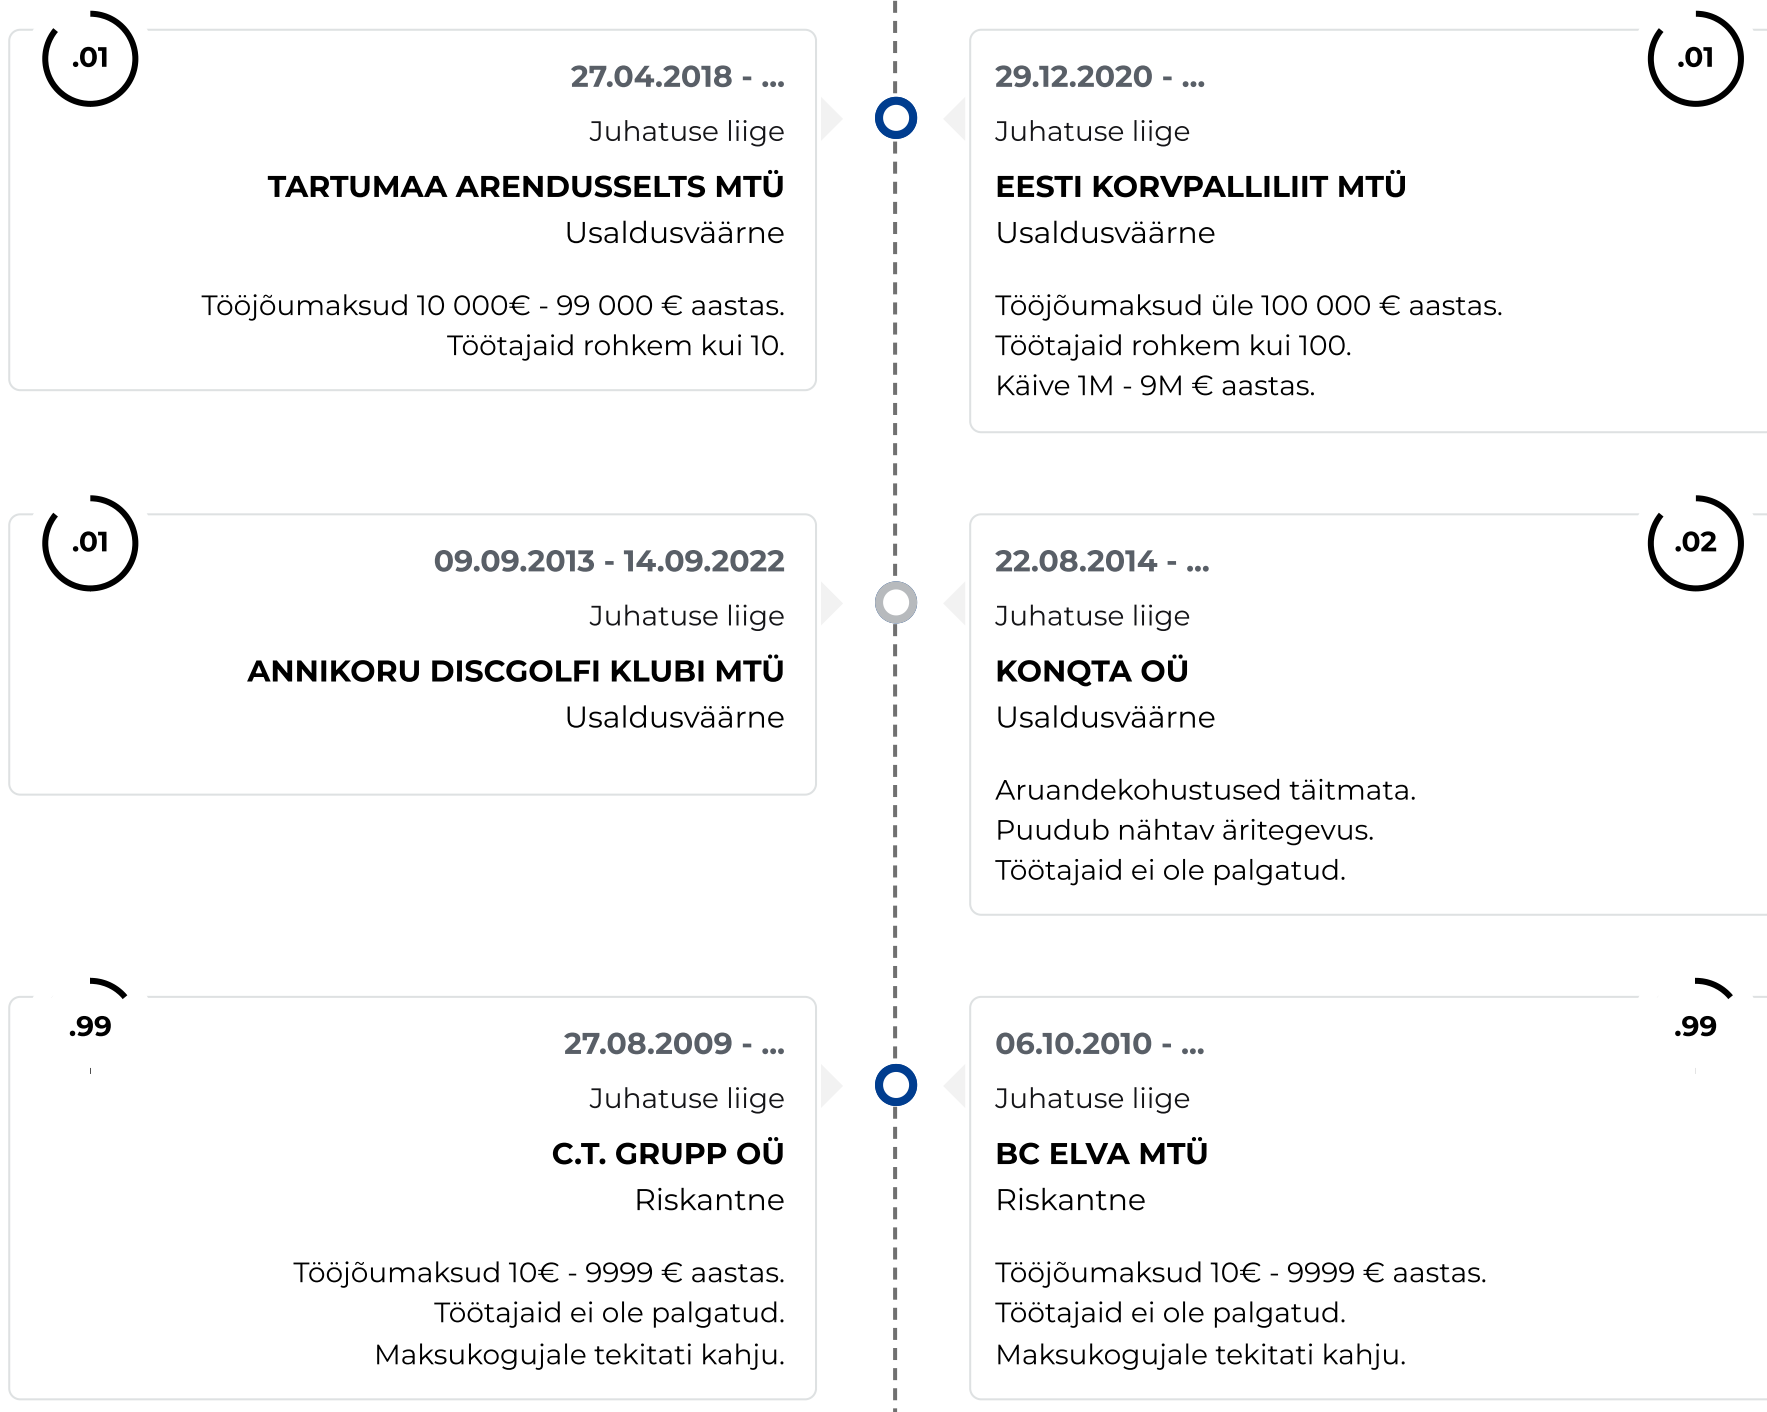 .01
27.04.2018 - ...
Juhatuse liige
TARTUMAA ARENDUSSELTS MTÜ
Usaldusväärne
Tööjõumaksud 10 000€ - 99 000 € aastas.
Töötajaid rohkem kui 10.
.01
29.12.2020 - ...
Juhatuse liige
EESTI KORVPALLILIIT MTÜ
Usaldusväärne
Tööjõumaksud üle 100 000 € aastas.
Töötajaid rohkem kui 100.
Käive 1M - 9M € aastas.
.01
09.09.2013 - 14.09.2022
Juhatuse liige
ANNIKORU DISCGOLFI KLUBI MTÜ
Usaldusväärne
.02
22.08.2014 - ...
Juhatuse liige
KONQTA OÜ
Usaldusväärne
Aruandekohustused täitmata.
Puudub nähtav äritegevus.
Töötajaid ei ole palgatud.
.99
27.08.2009 - ...
Juhatuse liige
C.T. GRUPP OÜ
Riskantne
Tööjõumaksud 10€ - 9999 € aastas.
Töötajaid ei ole palgatud.
Maksukogujale tekitati kahju.
.99
06.10.2010 - ...
Juhatuse liige
BC ELVA MTÜ
Riskantne
Tööjõumaksud 10€ - 9999 € aastas.
Töötajaid ei ole palgatud.
Maksukogujale tekitati kahju.